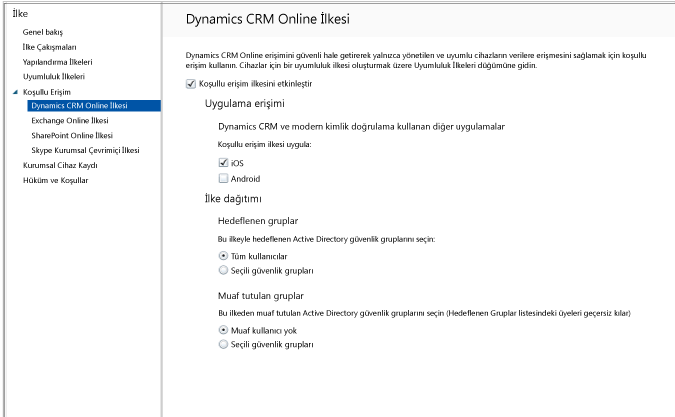 İlke
Genel bakış
İlke Çakışmaları
Yapılandırma İlkeleri
Uyumluluk İlkeleri
Koşullu Erişim
Dynamics CRM Online İlkesi
Exchange Online İlkesi
SharePoint Online İlkesi
Skype Kurumsal Çevrimiçi İlkesi
Kurumsal Cihaz Kaydı
Hüküm ve Koşullar
Dynamics CRM Online İlkesi
Dynamics CRM Online erişimini güvenli hale getirerek yalnızca yönetilen ve uyumlu cihazların verilere erişmesini sağlamak için koşullu
erişim kullanın. Cihazlar için bir uyumluluk ilkesi oluşturmak üzere Uyumluluk İlkeleri düğümüne gidin.
Koşullu erişim ilkesini etkinleştir
Uygulama erişimi
Dynamics CRM ve modern kimlik doğrulama kullanan diğer uygulamalar
Koşullu erişim ilkesi uygula:
iOS
Android
İlke dağıtımı
Hedeflenen gruplar
Bu ilkeyle hedeflenen Active Directory güvenlik gruplarını seçin:
Tüm kullanıcılar
Seçili güvenlik grupları
Muaf tutulan gruplar
Bu ilkeden muaf tutulan Active Directory güvenlik gruplarını seçin (Hedeflenen Gruplar listesindeki üyeleri geçersiz kılar)
Muaf kullanıcı yok
Seçili güvenlik grupları